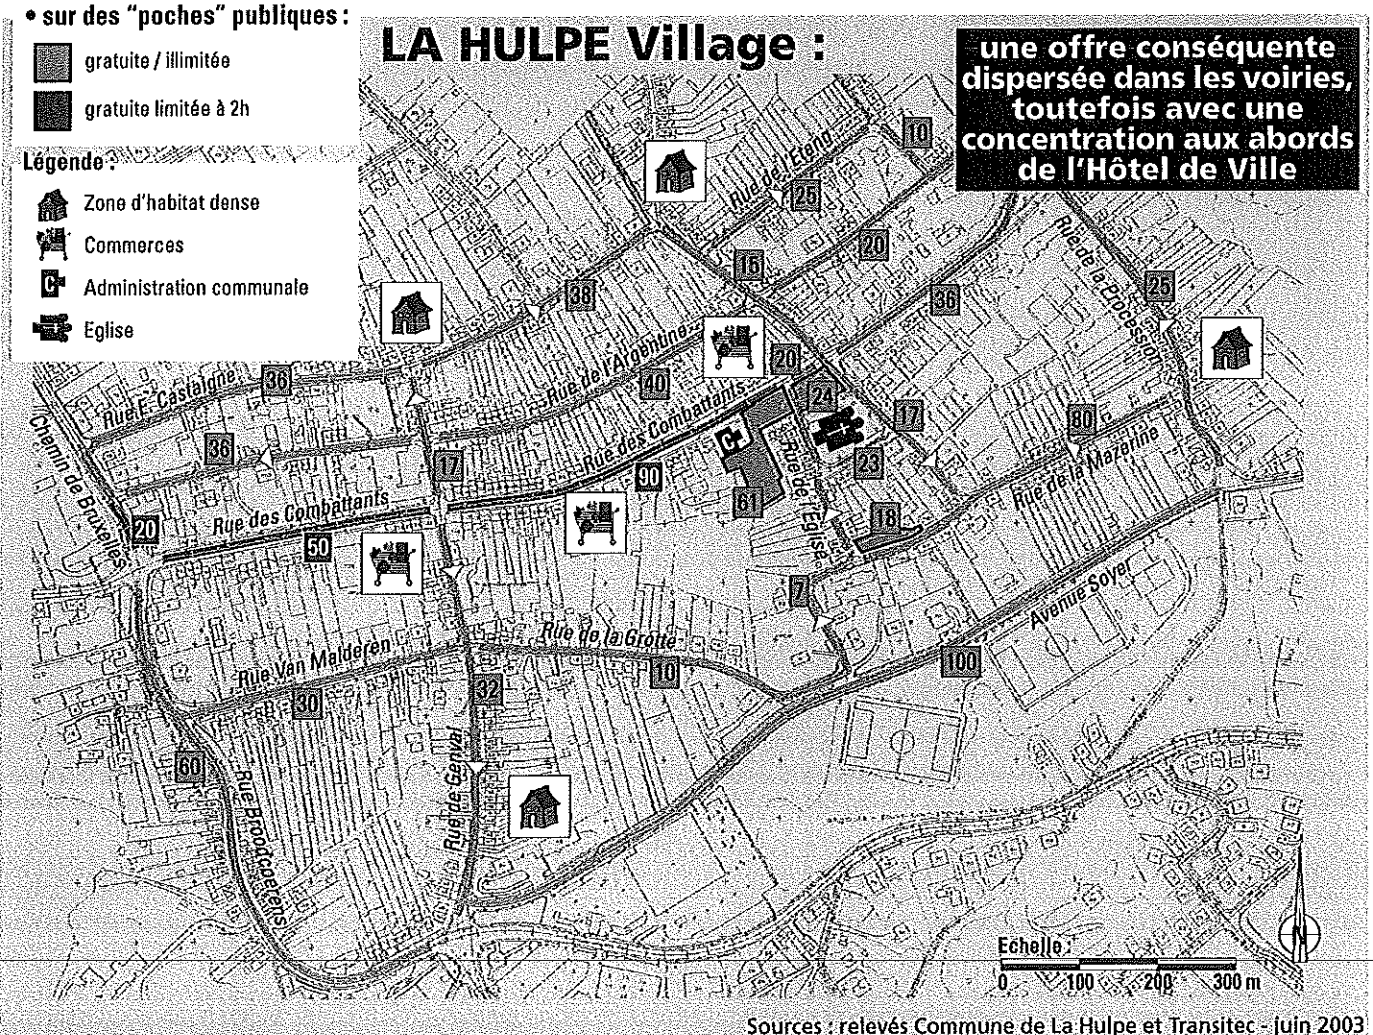 • sur des "poches" publiques :
gratuite / illimitée
gratuite limitée à 2h
Légende :
Zone d'habitat dense
Commerces
C
Administration communale
Eglise
LA HULPE Village :
une offre conséquente
dispersée dans les voiries,
toutefois avec une
concentration aux abords
de l'Hôtel de Ville
10
Rue de l'Etang
25
20
15
36
38
Rue de la Procession
25
Rue F. Castaigne
36
Rue de l'Argentine
40
20
24
17
80
Rue de la Mazerine
Chemin de Bruxelles
36
17
Rue des Combattants
C
90
61
Rue de l'Eglise
23
18
20
Rue des Combattants
50
7
Avenue Soyer
100
Rue de la Grotte
10
Rue Van Malderen
30
32
Rue de Genval
60
Rue Broodcoorens
N
Echelle :
0 100 200 300 m
Sources : relevés Commune de La Hulpe et Transitec - juin 2003